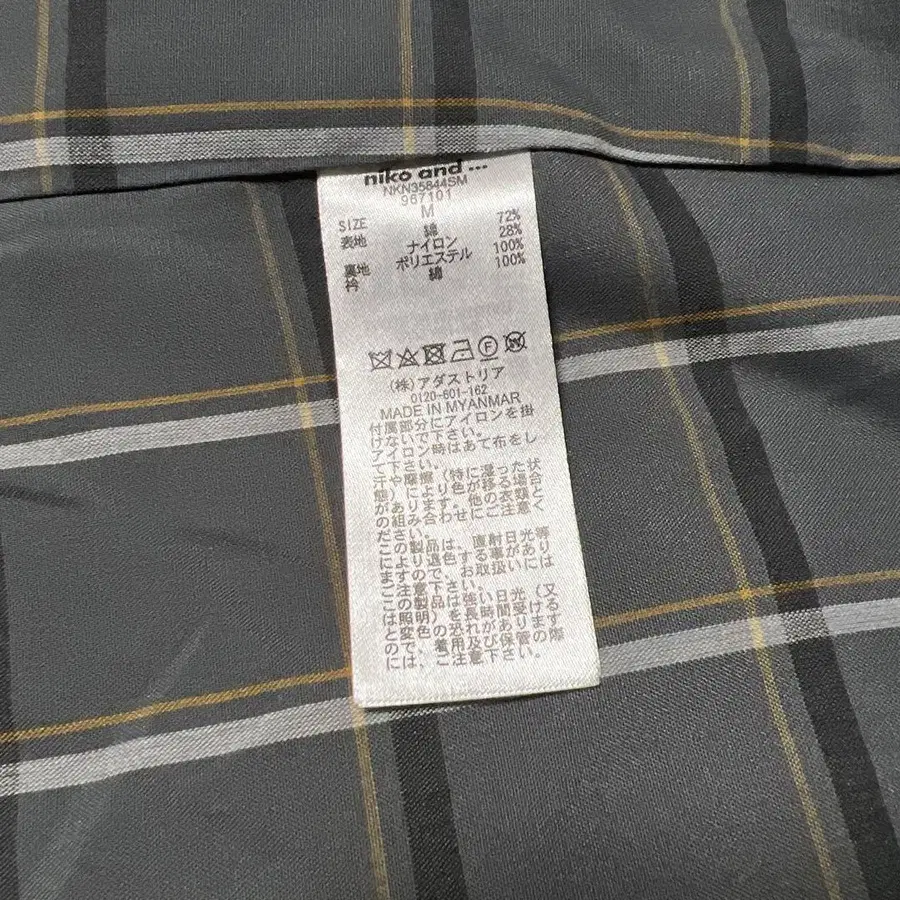 niko and ...
NKN35844SM
967101
SIZE M
表地 綿 72%
ナイロン 28%
裏地 ポリエステル 100%
衿 綿 100%
(株)アダストリア
0120-601-162
MADE IN MYANMAR
付属部分にアイロンを掛
けないで下さい。
アイロン時はあて布をし
て下さい。
汗や摩擦(特に湿った状
態)により色が移る場合
があります。他の衣類と
の組み合わせにご注意く
ださい。
この製品は、直射日光等
により退色する事があり
ますので、お取扱いには
ご注意下さい。
この製品は強い日光(又
は照明)を長時間受ける
と変色の恐れがあります
ので、着用及び保管の際
には、ご注意下さい。